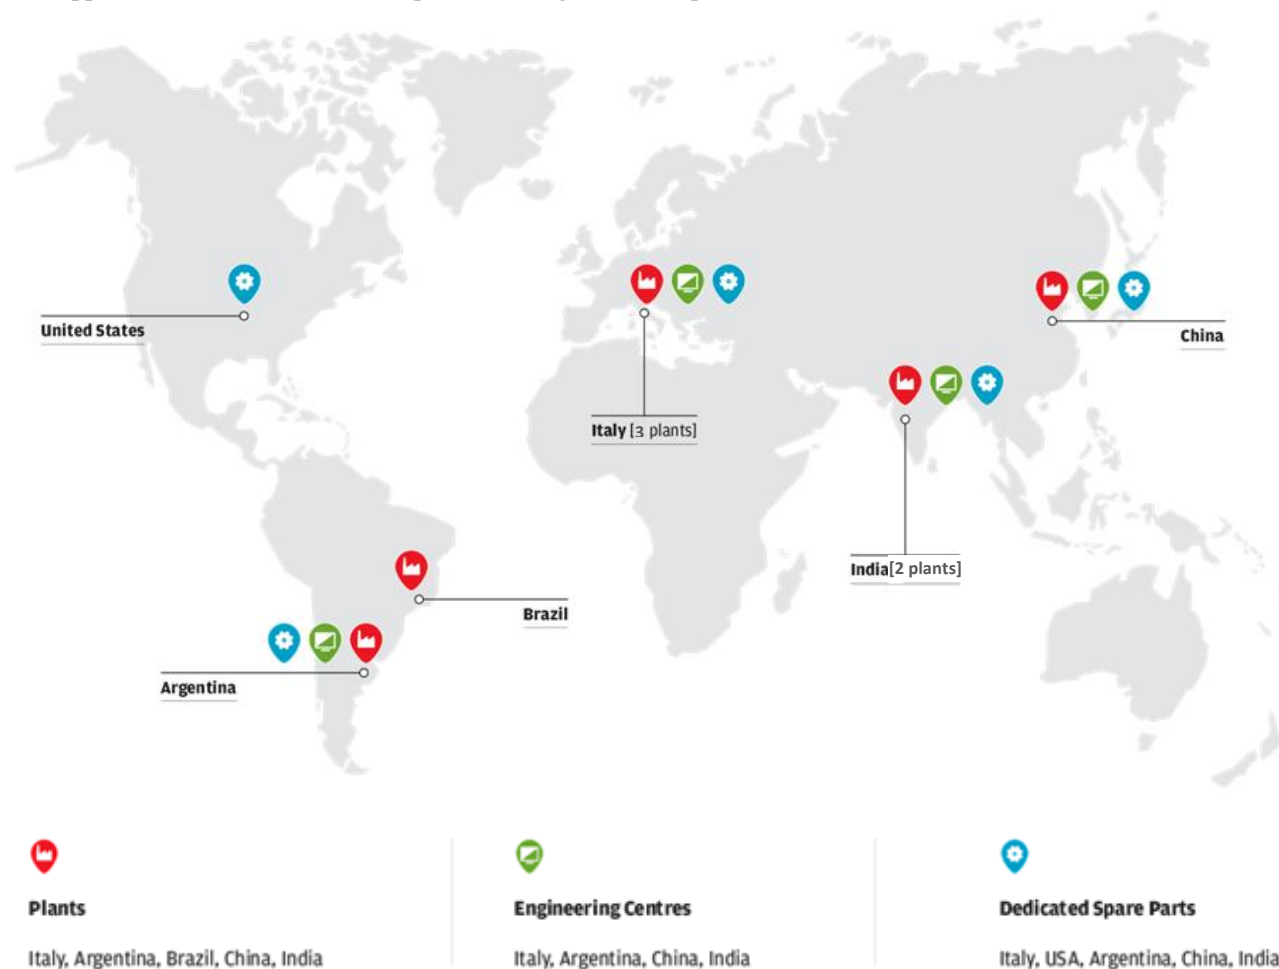 United States
Italy [3 plants]
China
India[2 plants]
Brazil
Argentina
Plants
Italy, Argentina, Brazil, China, India
Engineering Centres
Italy, Argentina, China, India
Dedicated Spare Parts
Italy, USA, Argentina, China, India